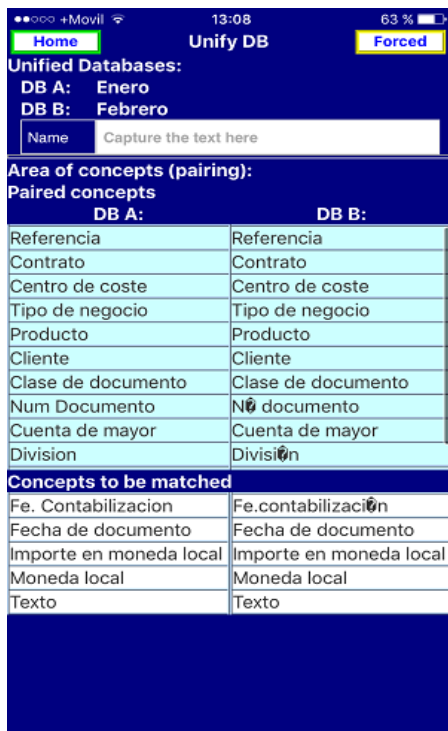 +Movil 13:08 63 %
Home Unify DB Forced
Unified Databases:
DB A: Enero
DB B: Febrero
Name Capture the text here
Area of concepts (pairing):
Paired concepts
DB A: DB B:
Referencia Referencia
Contrato Contrato
Centro de coste Centro de coste
Tipo de negocio Tipo de negocio
Producto Producto
Cliente Cliente
Clase de documento Clase de documento
Num Documento N� documento
Cuenta de mayor Cuenta de mayor
Division Divisi�n
Concepts to be matched
Fe. Contabilizacion Fe.contabilizaci�n
Fecha de documento Fecha de documento
Importe en moneda local Importe en moneda local
Moneda local Moneda local
Texto Texto